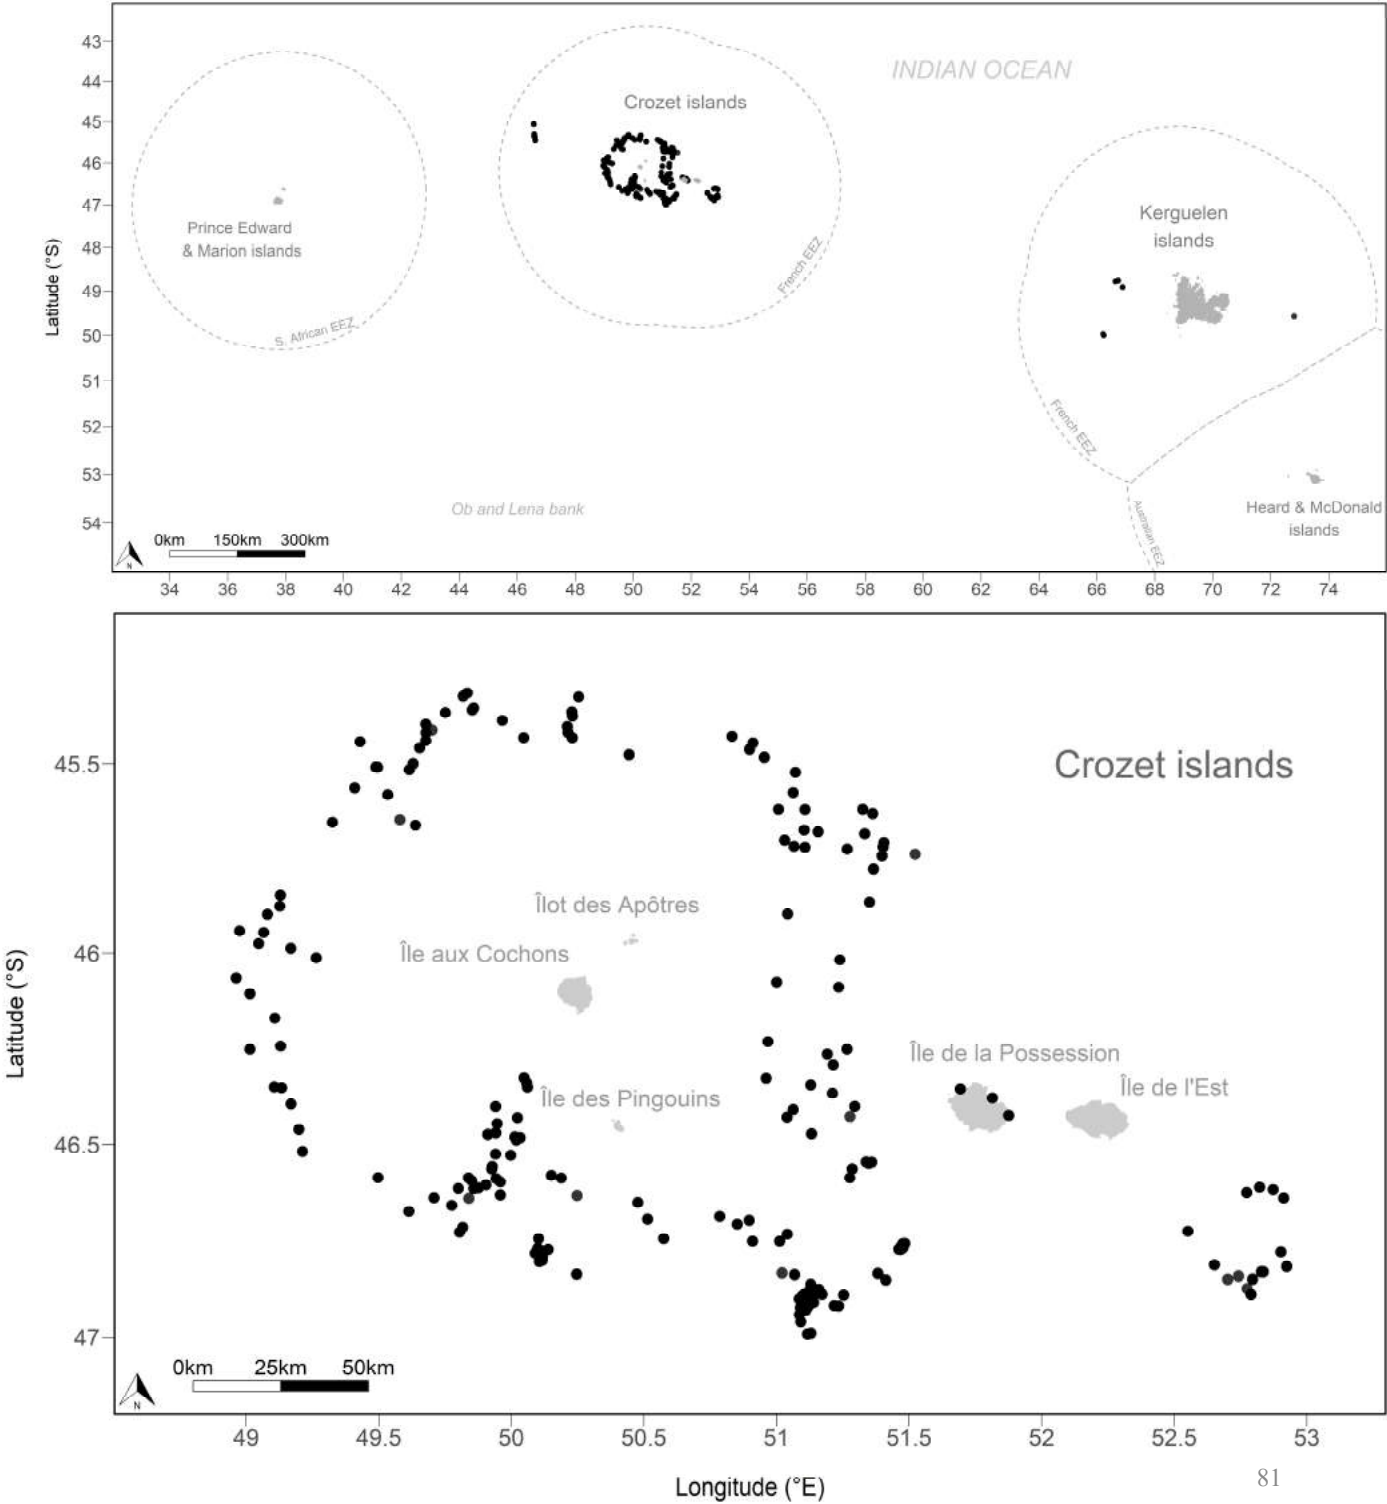 43
INDIAN OCEAN
44
Crozet islands
45
46
47
Kerguelen
islands
Prince Edward
& Marion islands
48
French EEZ
49
50
S. African EEZ
51
52
French EEZ
53
54
Ob and Lena bank
Heard & McDonald
islands
Australian EEZ
Latitude (°S)
0km 150km 300km
N
34 36 38 40 42 44 46 48 50 52 54 56 58 60 62 64 66 68 70 72 74
45.5
Crozet islands
Îlot des Apôtres
46
Île aux Cochons
Île de la Possession
Île de l'Est
Île des Pingouins
46.5
47
Latitude (°S)
0km 25km 50km
N
49 49.5 50 50.5 51 51.5 52 52.5 53
Longitude (°E)
81